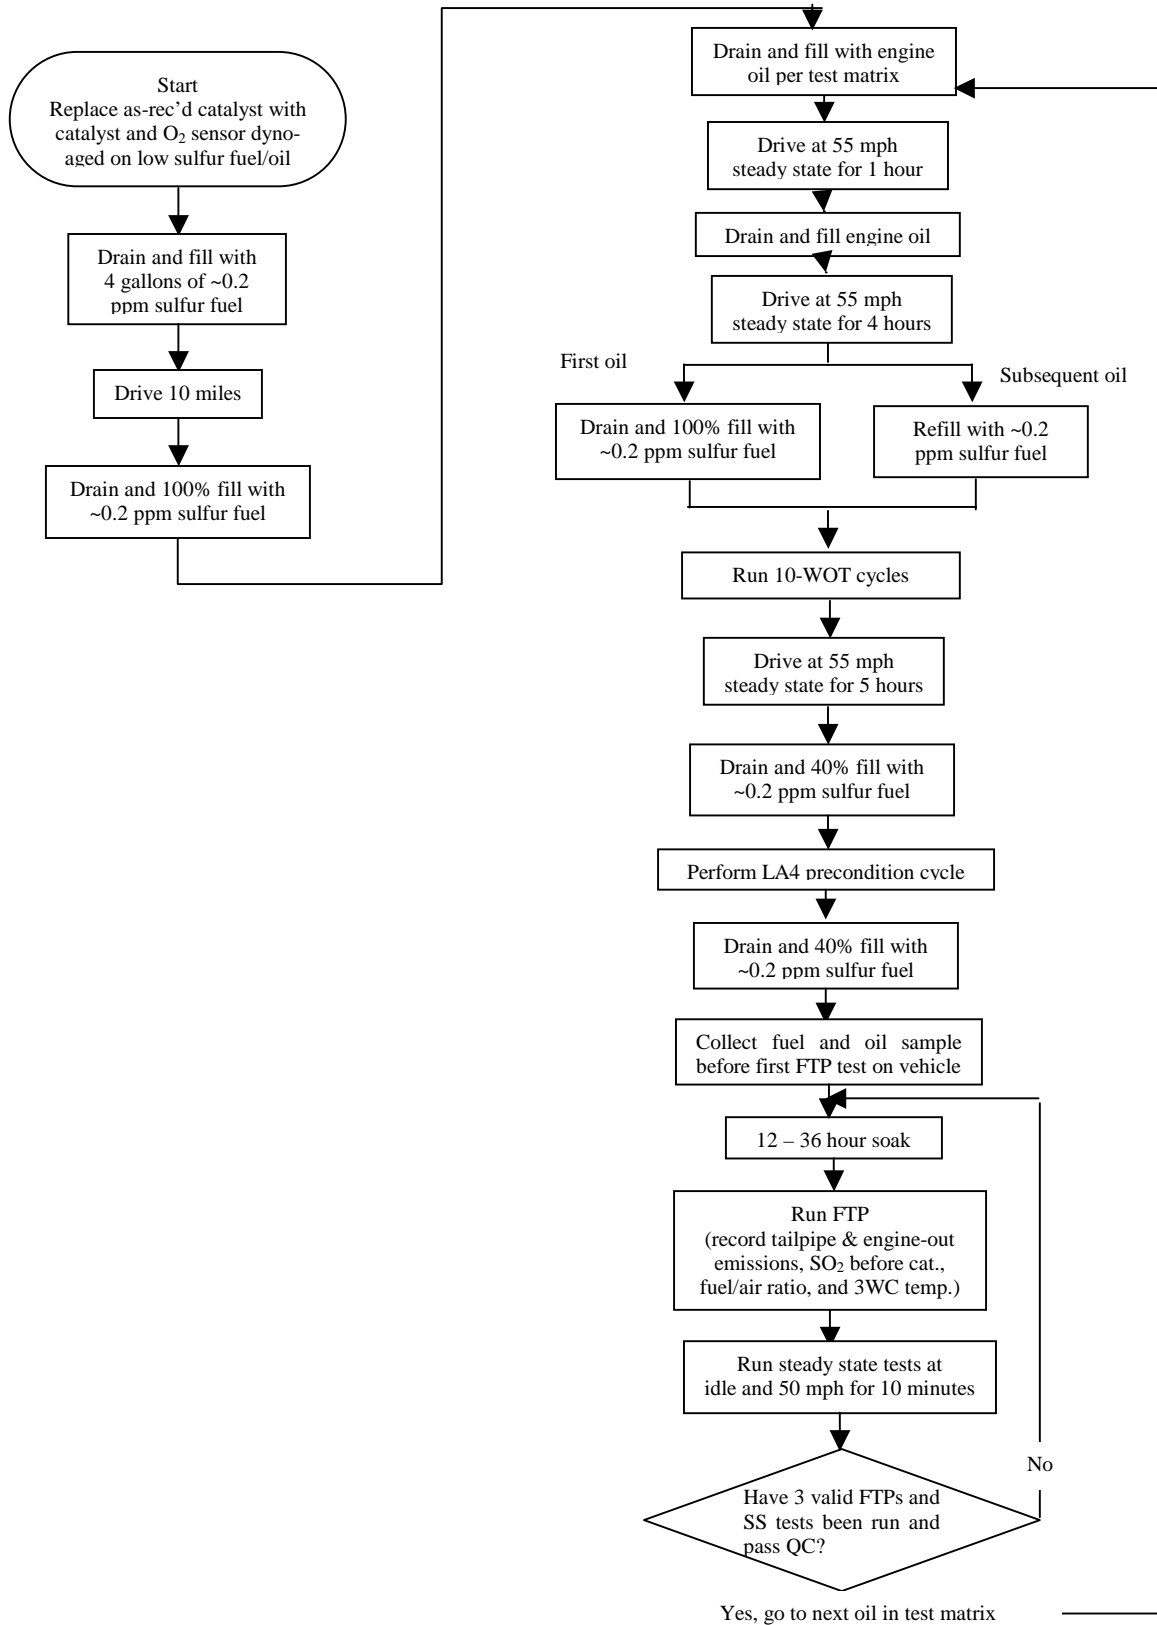 Start
Replace as-rec’d catalyst with
catalyst and O₂ sensor dyno-
aged on low sulfur fuel/oil
Drain and fill with
4 gallons of ~0.2
ppm sulfur fuel
Drive 10 miles
Drain and 100% fill with
~0.2 ppm sulfur fuel
Drain and fill with engine
oil per test matrix
Drive at 55 mph
steady state for 1 hour
Drain and fill engine oil
Drive at 55 mph
steady state for 4 hours
First oil
Subsequent oil
Drain and 100% fill with
~0.2 ppm sulfur fuel
Refill with ~0.2
ppm sulfur fuel
Run 10-WOT cycles
Drive at 55 mph
steady state for 5 hours
Drain and 40% fill with
~0.2 ppm sulfur fuel
Perform LA4 precondition cycle
Drain and 40% fill with
~0.2 ppm sulfur fuel
Collect fuel and oil sample
before first FTP test on vehicle
12 – 36 hour soak
Run FTP
(record tailpipe & engine-out
emissions, SO₂ before cat.,
fuel/air ratio, and 3WC temp.)
Run steady state tests at
idle and 50 mph for 10 minutes
No
Have 3 valid FTPs and
SS tests been run and
pass QC?
Yes, go to next oil in test matrix